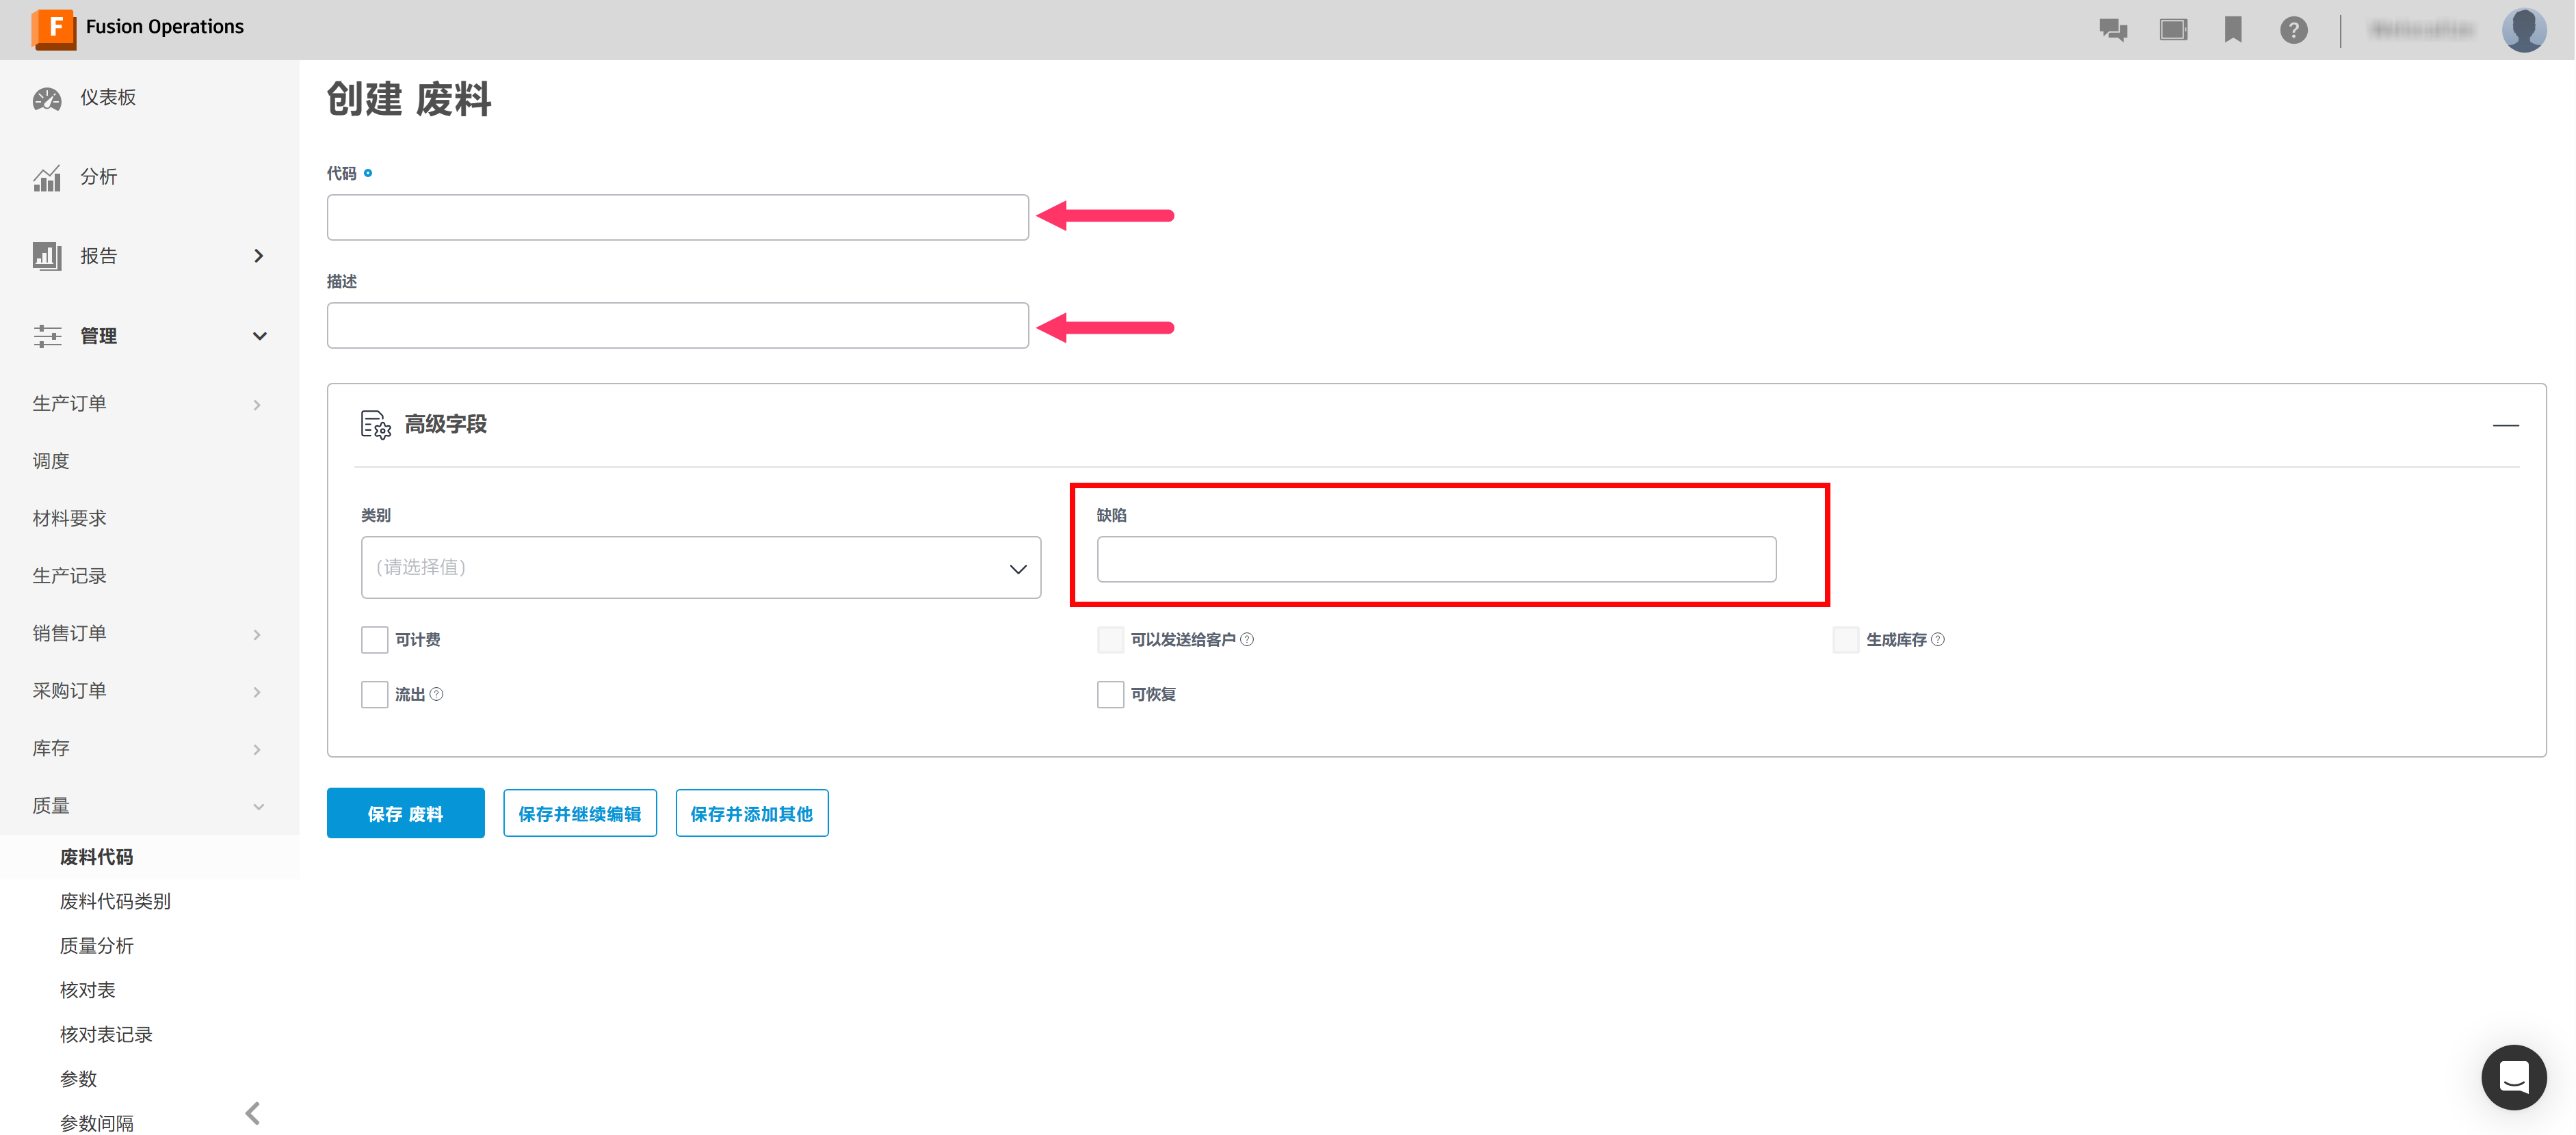 F Fusion Operations
?
仪表板
分析
报告
管理
生产订单
调度
材料要求
生产记录
销售订单
采购订单
库存
质量
废料代码
废料代码类别
质量分析
核对表
核对表记录
参数
参数间隔
创建 废料
代码
描述
高级字段
类别
(请选择值)
缺陷
可计费
可以发送给客户 ?
生成库存 ?
流出 ?
可恢复
保存 废料
保存并继续编辑
保存并添加其他